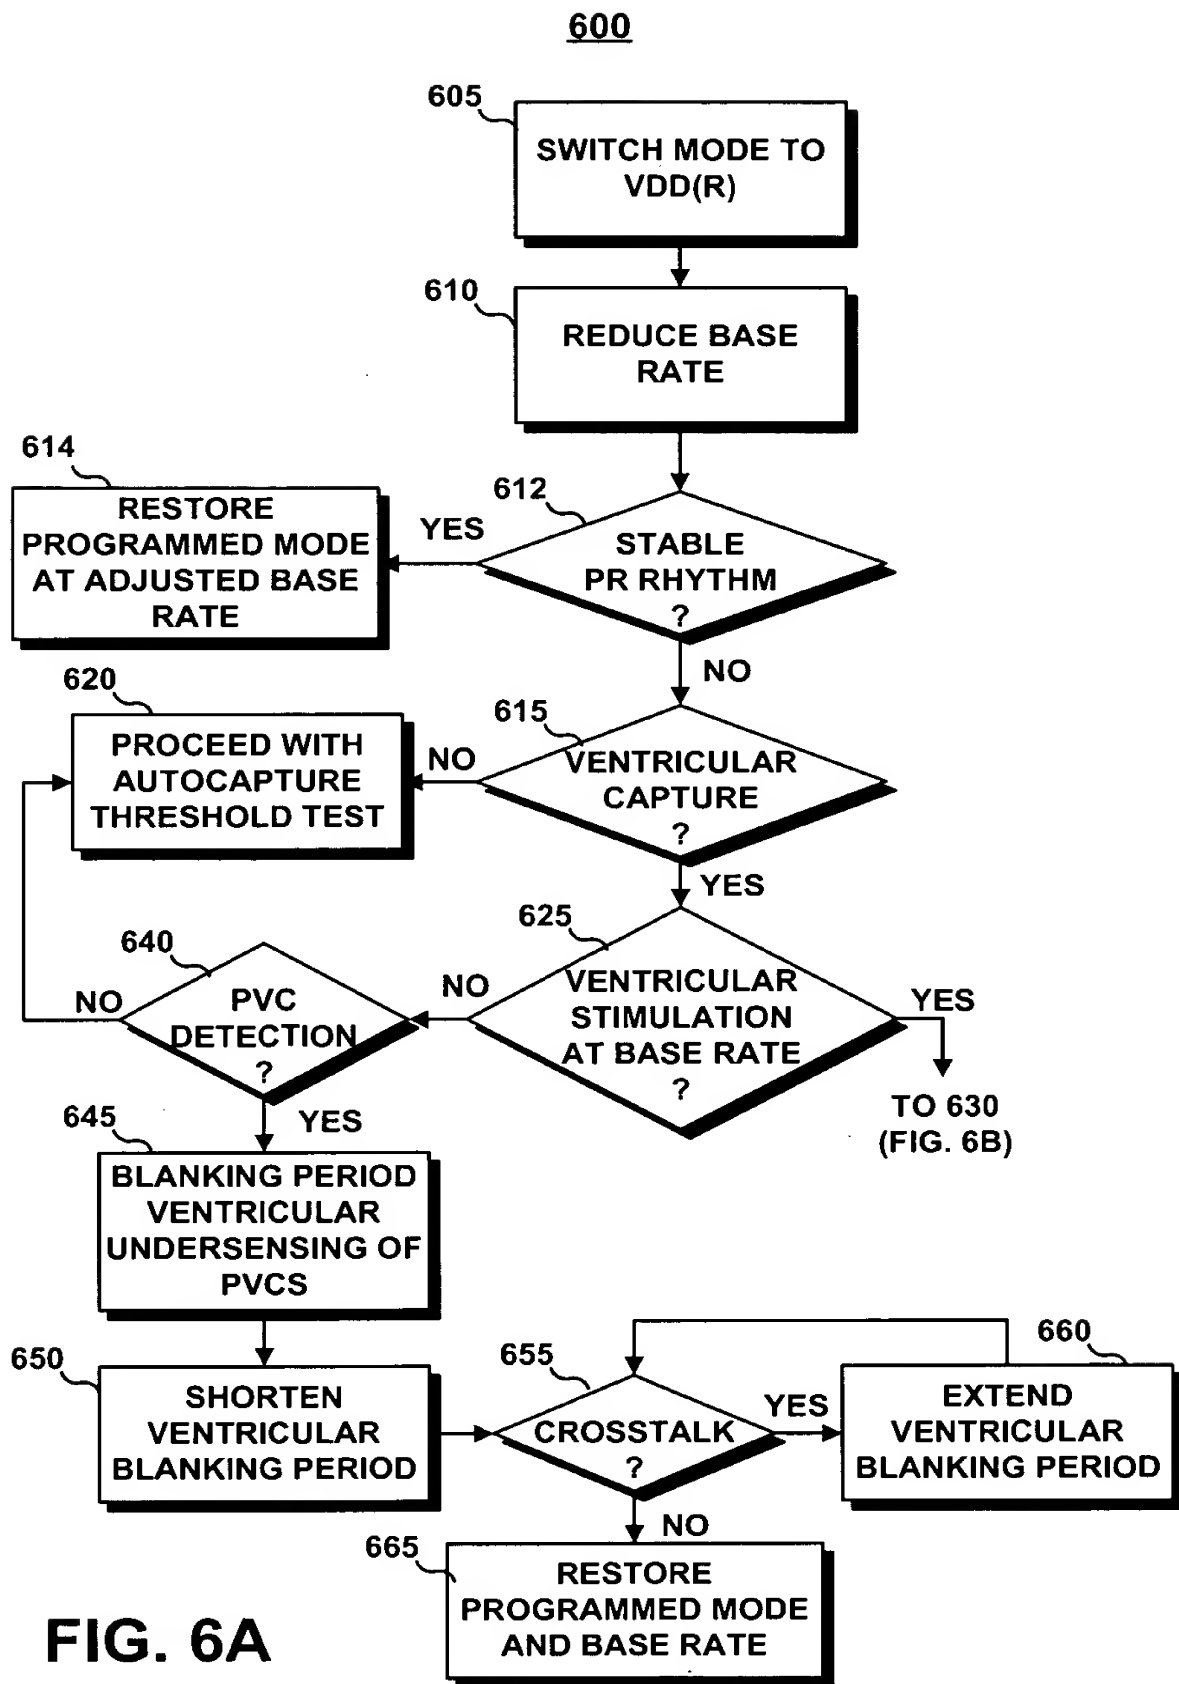 600
605
SWITCH MODE TO
VDD(R)
610
REDUCE BASE
RATE
614
RESTORE
PROGRAMMED MODE
AT ADJUSTED BASE
RATE
YES
612
STABLE
PR RHYTHM
?
NO
620
PROCEED WITH
AUTOCAPTURE
THRESHOLD TEST
NO
615
VENTRICULAR
CAPTURE
?
YES
625
VENTRICULAR
STIMULATION
AT BASE RATE
?
YES
TO 630
(FIG. 6B)
NO
640
PVC
DETECTION
?
NO
YES
645
BLANKING PERIOD
VENTRICULAR
UNDERSENSING OF
PVCS
650
SHORTEN
VENTRICULAR
BLANKING PERIOD
655
CROSSTALK
?
YES
660
EXTEND
VENTRICULAR
BLANKING PERIOD
NO
665
RESTORE
PROGRAMMED MODE
AND BASE RATE
FIG. 6A